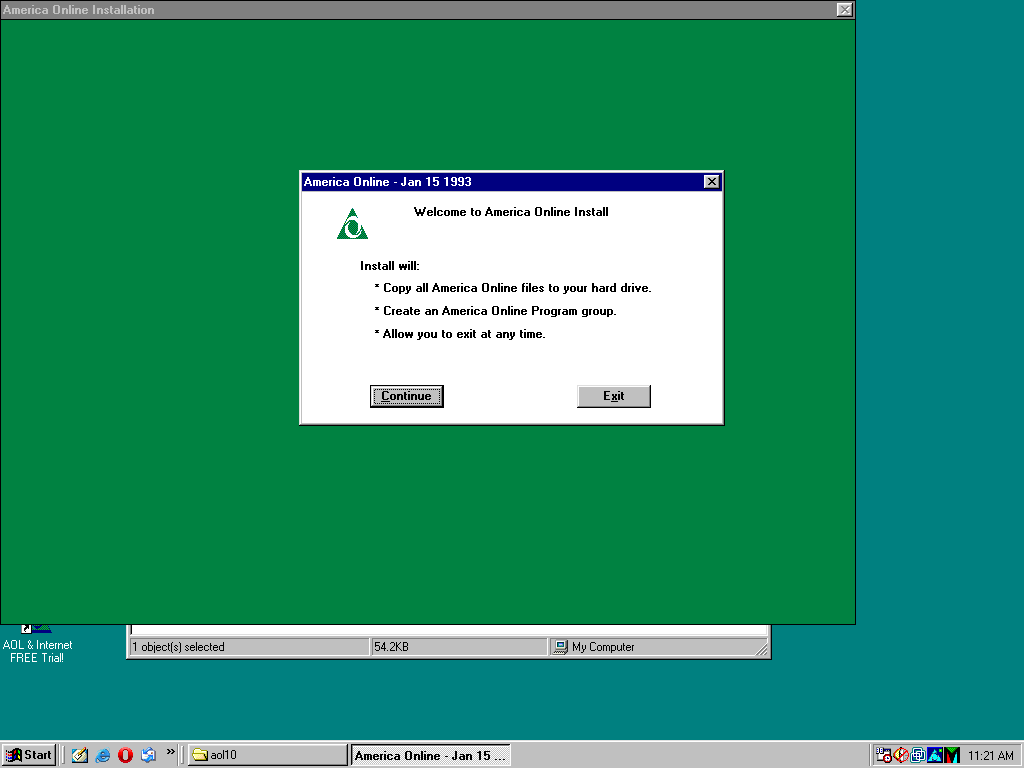 America Online Installation
America Online - Jan 15 1993
Welcome to America Online Install
Install will:
* Copy all America Online files to your hard drive.
* Create an America Online Program group.
* Allow you to exit at any time.
Continue
Exit
AOL & Internet
FREE Trial!
1 object(s) selected
54.2KB
My Computer
Start
»
aol10
America Online - Jan 15 ...
11:21 AM